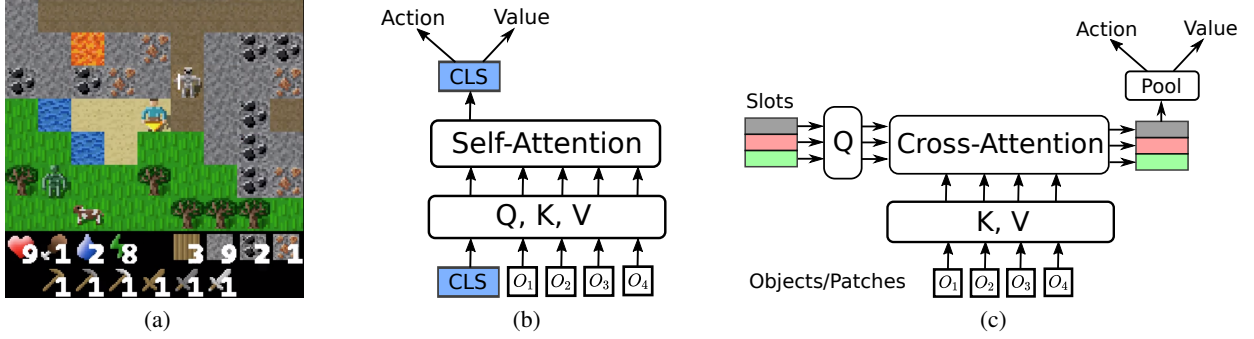 9 1 2 8 3 9 2 1
1 1 1 1 1 1
(a)
Action Value
CLS
Self-Attention
Q, K, V
CLS O₁ O₂ O₃ O₄
(b)
Action Value
Pool
Slots
Q Cross-Attention
K, V
Objects/Patches O₁ O₂ O₃ O₄
(c)